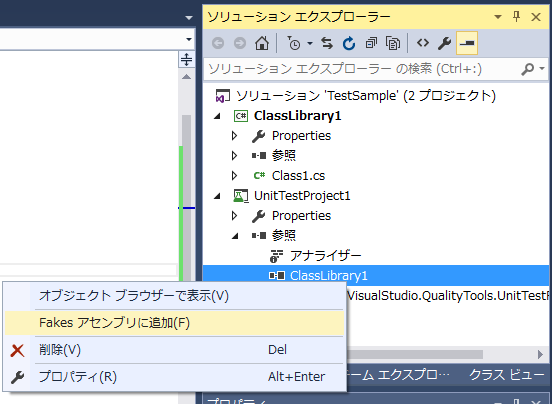 ソリューション エクスプローラー
ソリューション エクスプローラー の検索 (Ctrl+:)
ソリューション 'TestSample' (2 プロジェクト)
C# ClassLibrary1
Properties
参照
C# Class1.cs
UnitTestProject1
Properties
参照
アナライザー
ClassLibrary1
VisualStudio.QualityTools.UnitTestF
オブジェクト ブラウザーで表示(V)
Fakes アセンブリに追加(F)
削除(V) Del
プロパティ(R) Alt+Enter
ーム エクスプロ… クラス ビュー
プロパティ